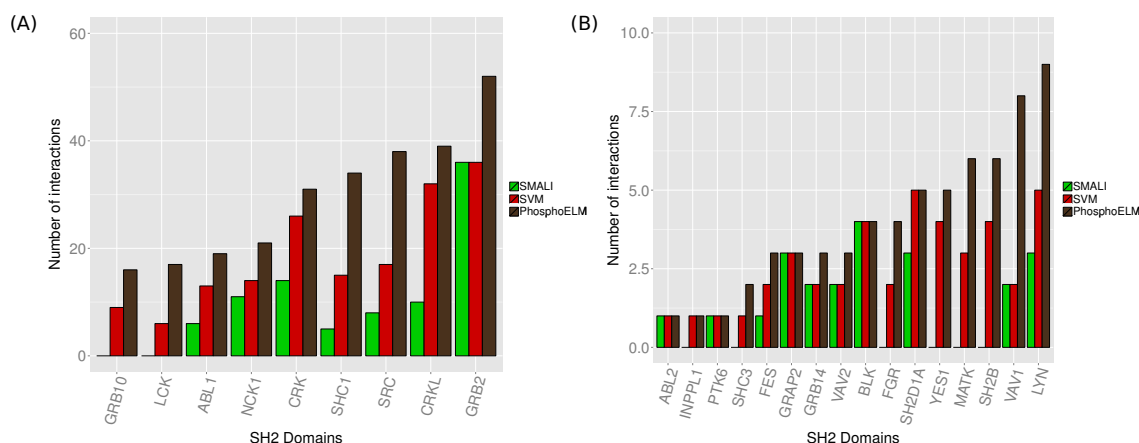 (A)
60
40
20
0
Number of interactions
GRB10
LCK
ABL1
NCK1
CRK
SHC1
SRC
CRKL
GRB2
SH2 Domains
SMALI
SVM
PhosphoELM
(B)
10.0
7.5
5.0
2.5
0.0
Number of interactions
ABL2
INPPL1
PTK6
SHC3
FES
GRAP2
GRB14
VAV2
BLK
FGR
SH2D1A
YES1
MATK
SH2B
VAV1
LYN
SH2 Domains
SMALI
SVM
PhosphoELM